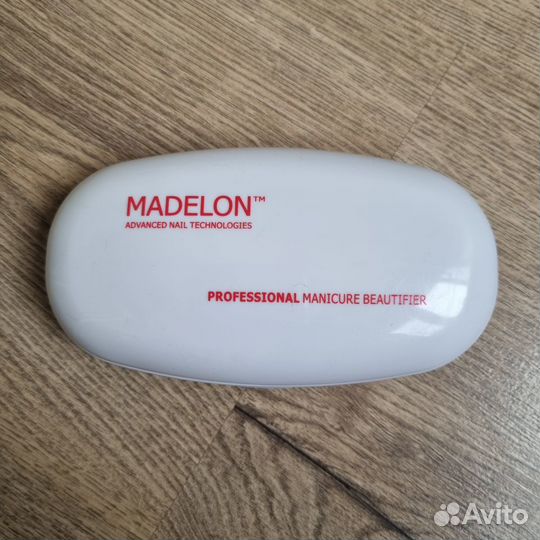 MADELON™
ADVANCED NAIL TECHNOLOGIES
PROFESSIONAL MANICURE BEAUTIFIER
Avito